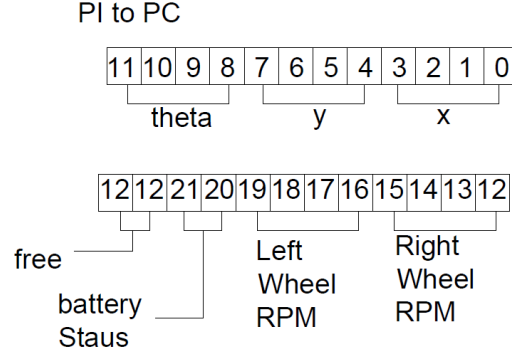 PI to PC
11 10 9 8 7 6 5 4 3 2 1 0
theta y x
12 12 21 20 19 18 17 16 15 14 13 12
free
battery
Staus
Left
Wheel
RPM
Right
Wheel
RPM